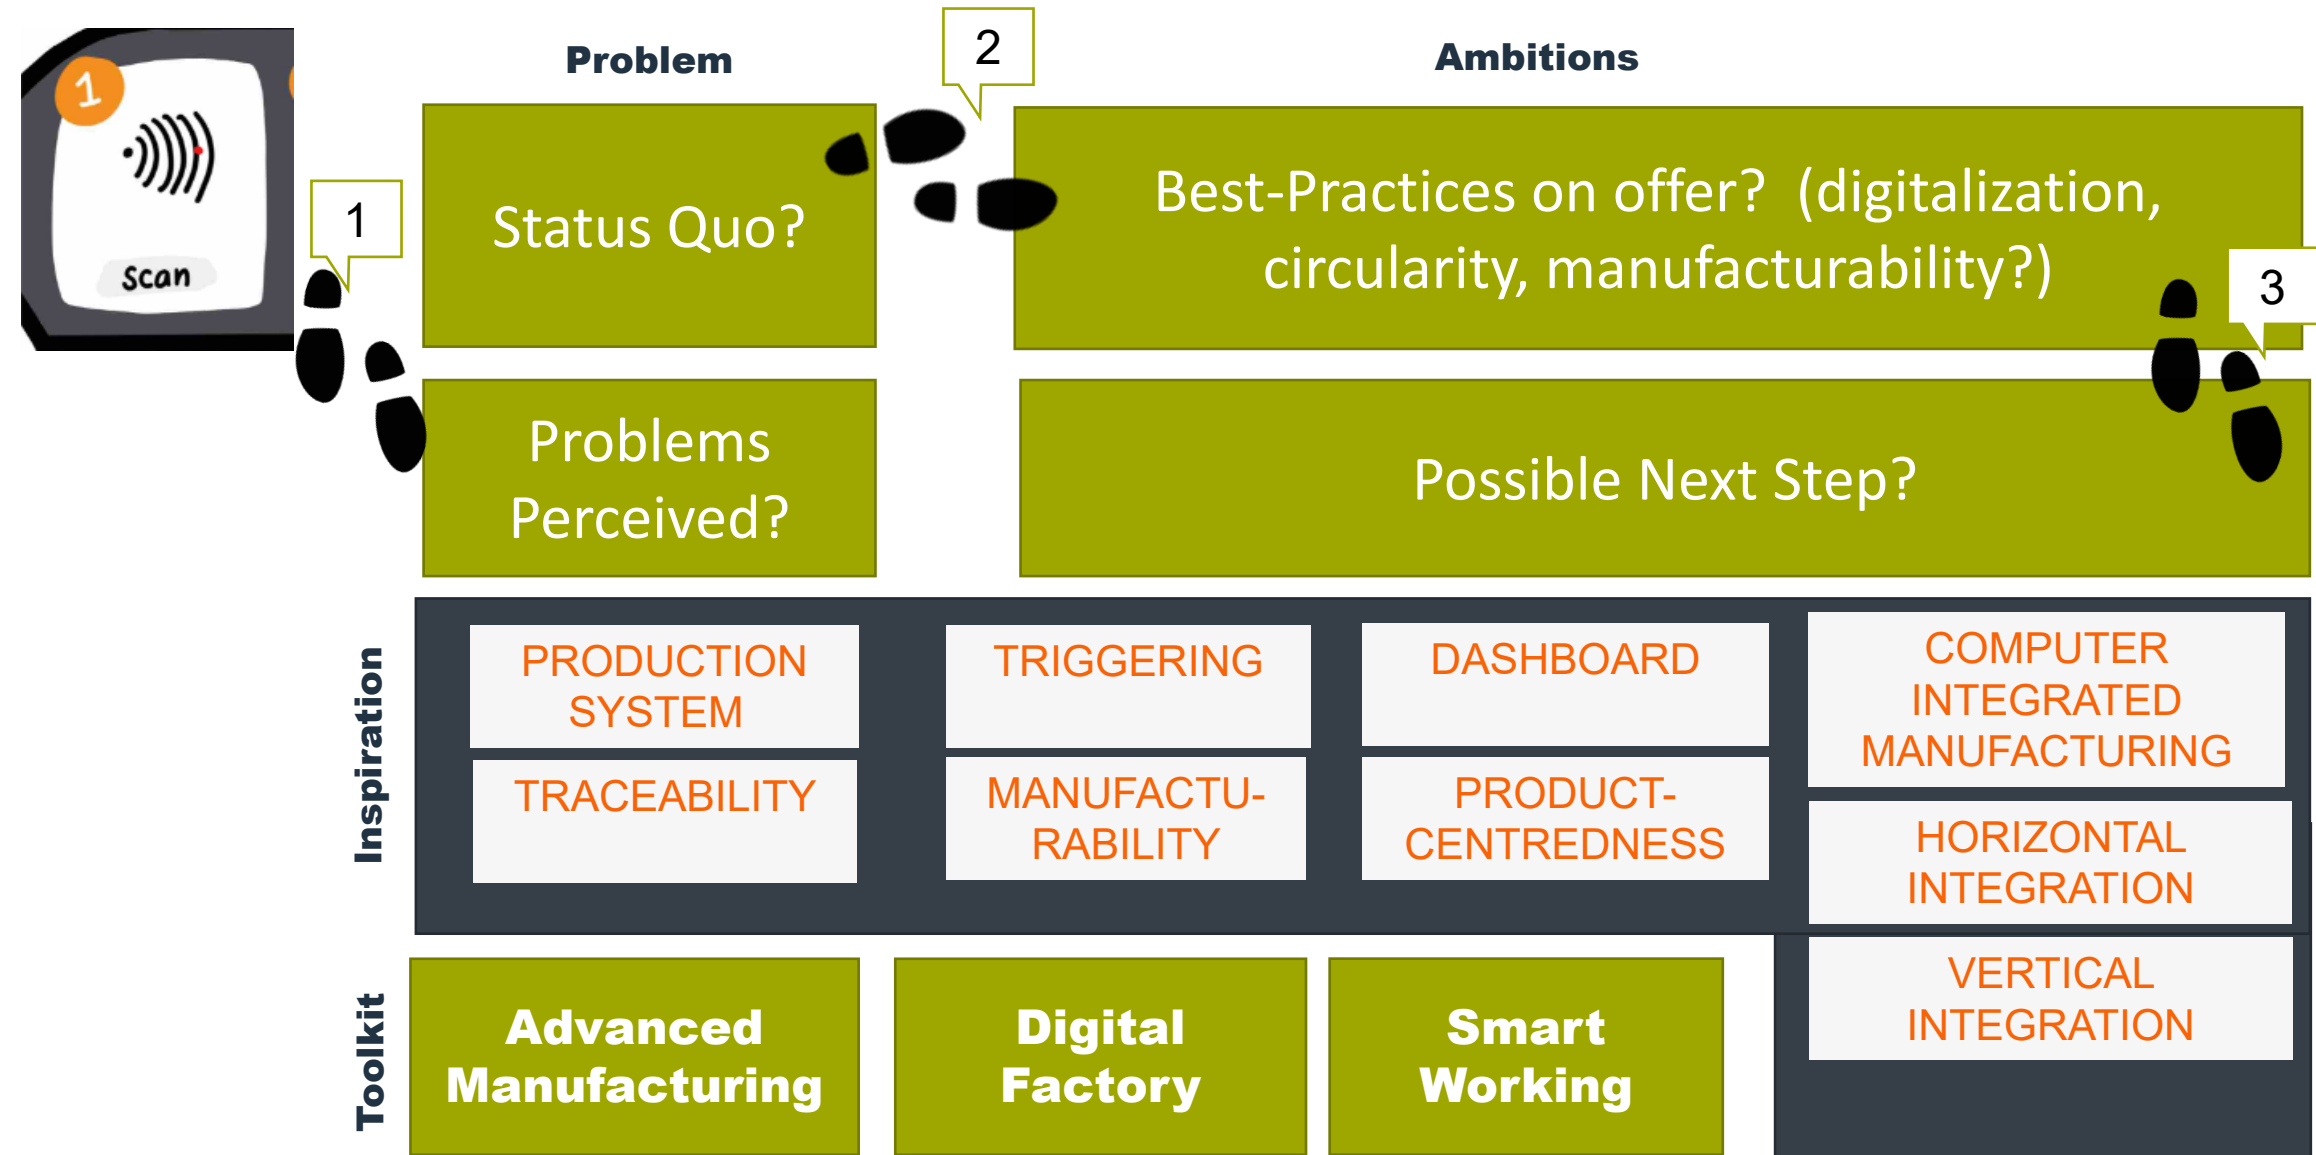 Problem
2
Ambitions
1
Scan
1
Status Quo?
Best-Practices on offer?  (digitalization,
circularity, manufacturability?)
3
Problems
Perceived?
Possible Next Step?
Inspiration
PRODUCTION
SYSTEM
TRIGGERING
DASHBOARD
COMPUTER
INTEGRATED
MANUFACTURING
TRACEABILITY
MANUFACTU-
RABILITY
PRODUCT-
CENTREDNESS
HORIZONTAL
INTEGRATION
VERTICAL
INTEGRATION
Toolkit
Advanced
Manufacturing
Digital
Factory
Smart
Working